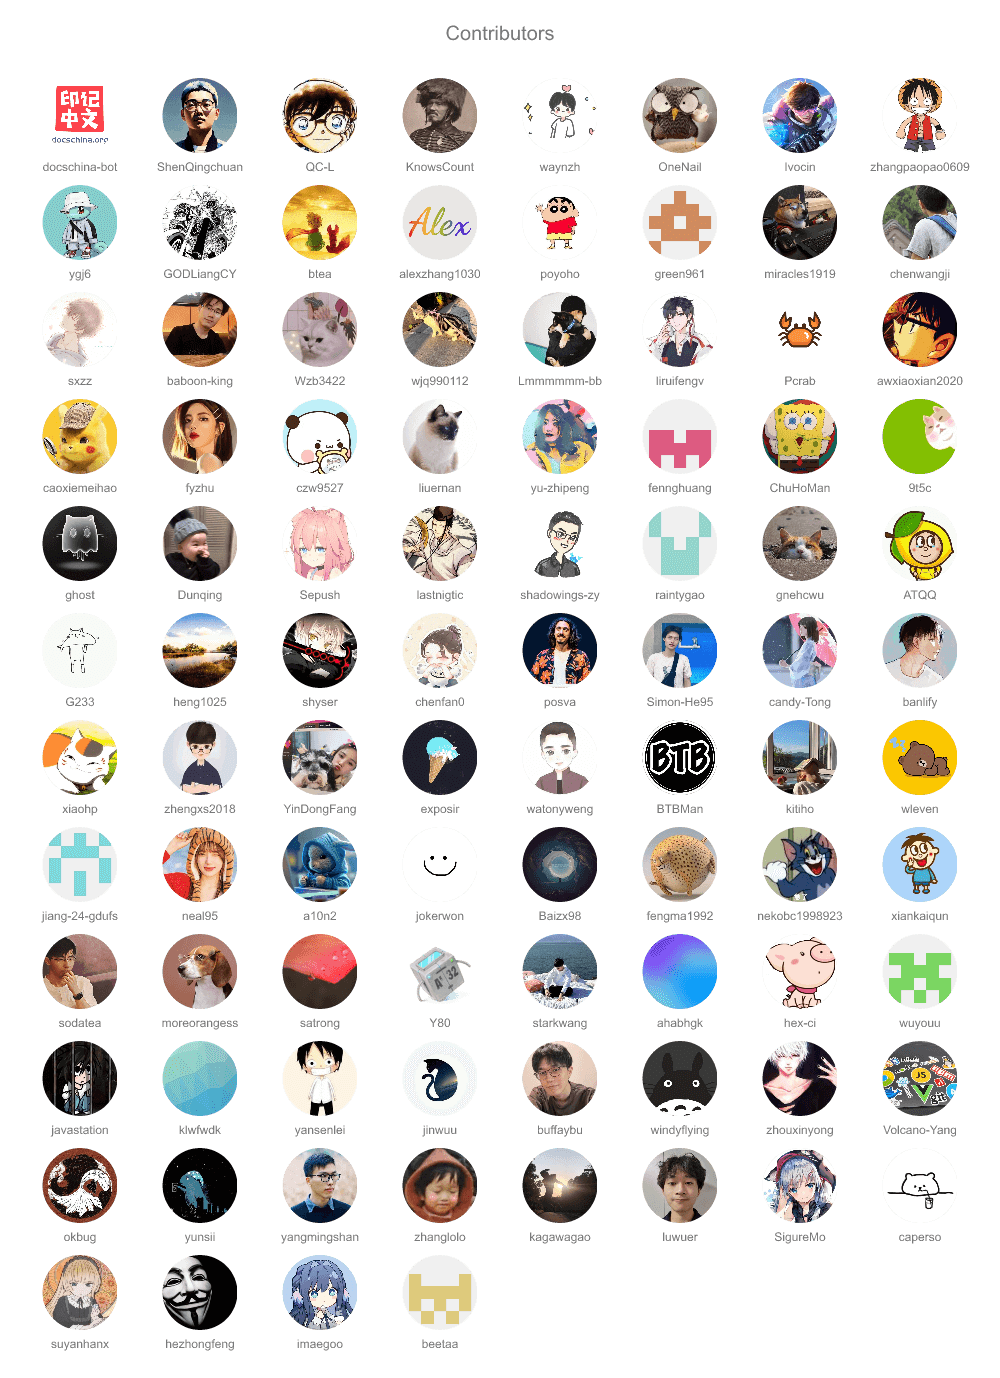 Contributors
印记
中文
docschina.org
docschina-bot ShenQingchuan QC-L KnowsCount waynzh OneNail Ivocin zhangpaopao0609
Alex
ygj6 GODLiangCY btea alexzhang1030 poyoho green961 miracles1919 chenwangji
sxzz baboon-king Wzb3422 wjq990112 Lmmmmmm-bb liruifengv Pcrab awxiaoxian2020
caoxiemeihao fyzhu czw9527 liuernan yu-zhipeng fennghuang ChuHoMan 9t5c
ghost Dunqing Sepush lastnigtic shadowings-zy raintygao gnehcwu ATQQ
G233 heng1025 shyser chenfan0 posva Simon-He95 candy-Tong banlify
BTB
xiaohp zhengxs2018 YinDongFang exposir watonyweng BTBMan kitiho wleven
jiang-24-gdufs neal95 a10n2 jokerwon Baizx98 fengma1992 nekobc1998923 xiankaiqun
sodatea moreorangess satrong Y80 starkwang ahabhgk hex-ci wuyouu
JS
javastation klwfwdk yansenlei jinwuu buffaybu windyflying zhouxinyong Volcano-Yang
okbug yunsii yangmingshan zhanglolo kagawagao luwuer SigureMo caperso
suyanhanx hezhongfeng imaegoo beetaa